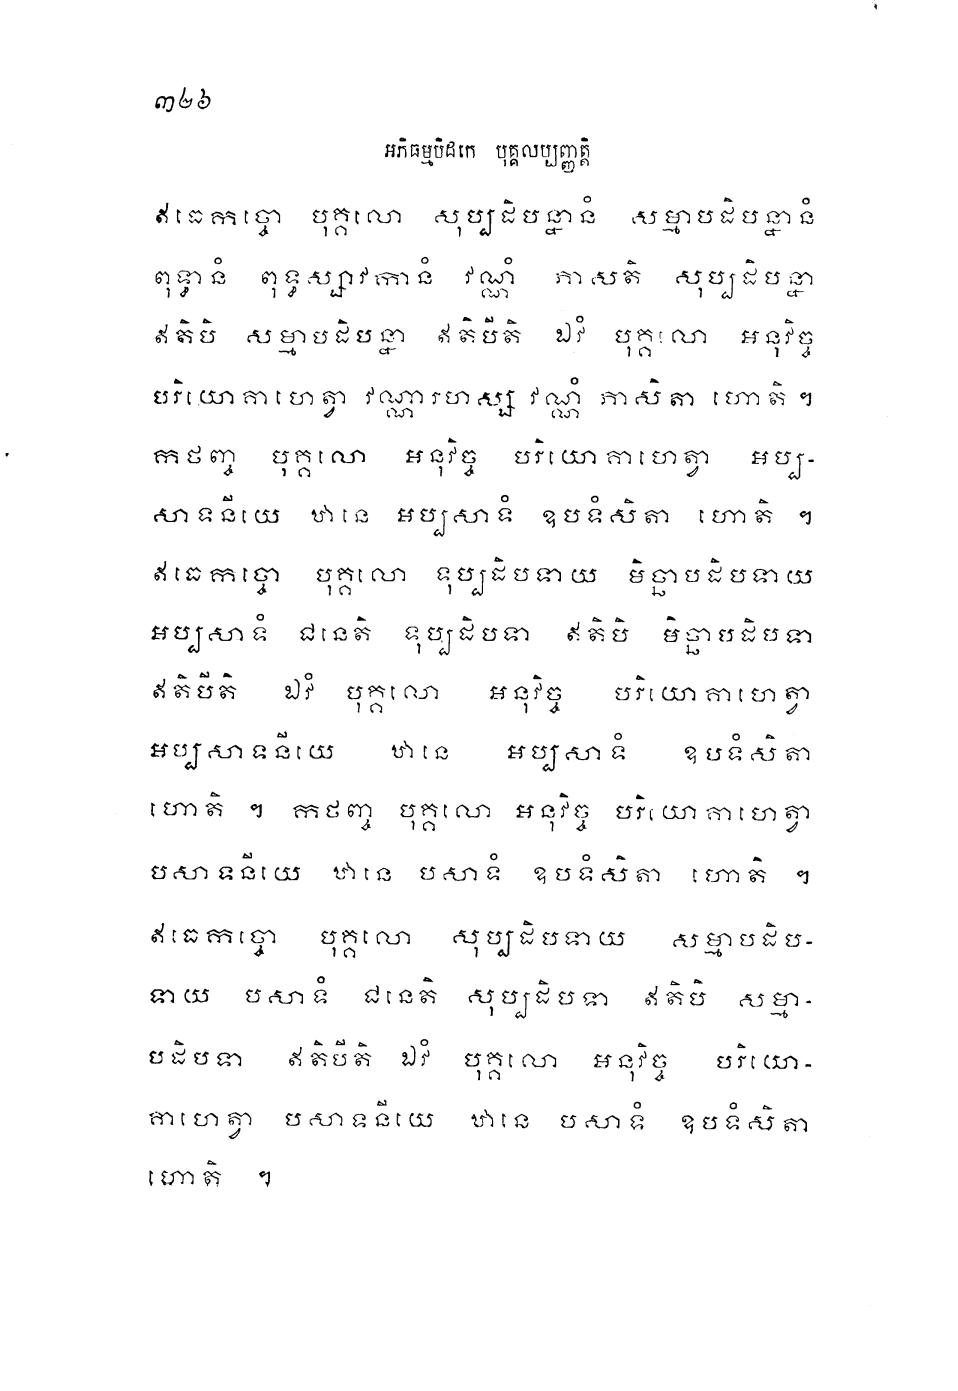 ៣២៦
អភិធម្មបិដកេ បុគ្គលប្បញ្ញត្តិ
ឥធេកច្ចោ បុគ្គលោ សុប្បដិបន្នានំ សម្មាបដិបន្នានំ
ពុទ្ធានំ ពុទ្ធស្សាវកានំ វណ្ណំ ភាសតិ សុប្បដិបន្នា
ឥតិបិ សម្មាបដិបន្នា ឥតិបីតិ ឯវំ បុគ្គលោ អនុវិច្ច
បរិយោគាហេត្វា វណ្ណារហស្ស វណ្ណំ ភាសិតា ហោតិ។
កថញ្ច បុគ្គលោ អនុវិច្ច បរិយោគាហេត្វា អប្ប-
សាទនីយេ ឋានេ អប្បសាទំ ឧបទំសិតា ហោតិ ។
ឥធេកច្ចោ បុគ្គលោ ទុប្បដិបទាយ មិច្ឆាបដិបទាយ
អប្បសាទំ ជនេតិ ទុប្បដិបទា ឥតិបិ មិច្ឆាបដិបទា
ឥតិបីតិ ឯវំ បុគ្គលោ អនុវិច្ច បរិយោគាហេត្វា
អប្បសាទនីយេ ឋានេ អប្បសាទំ ឧបទំសិតា
ហោតិ ។ កថញ្ច បុគ្គលោ អនុវិច្ច បរិយោគាហេត្វា
បសាទនីយេ ឋានេ បសាទំ ឧបទំសិតា ហោតិ ។
ឥធេកច្ចោ បុគ្គលោ សុប្បដិបទាយ សម្មាបដិប-
ទាយ បសាទំ ជនេតិ សុប្បដិបទា ឥតិបិ សម្មា-
បដិបទា ឥតិបីតិ ឯវំ បុគ្គលោ អនុវិច្ច បរិយោ-
គាហេត្វា បសាទនីយេ ឋានេ បសាទំ ឧបទំសិតា
ហោតិ ។